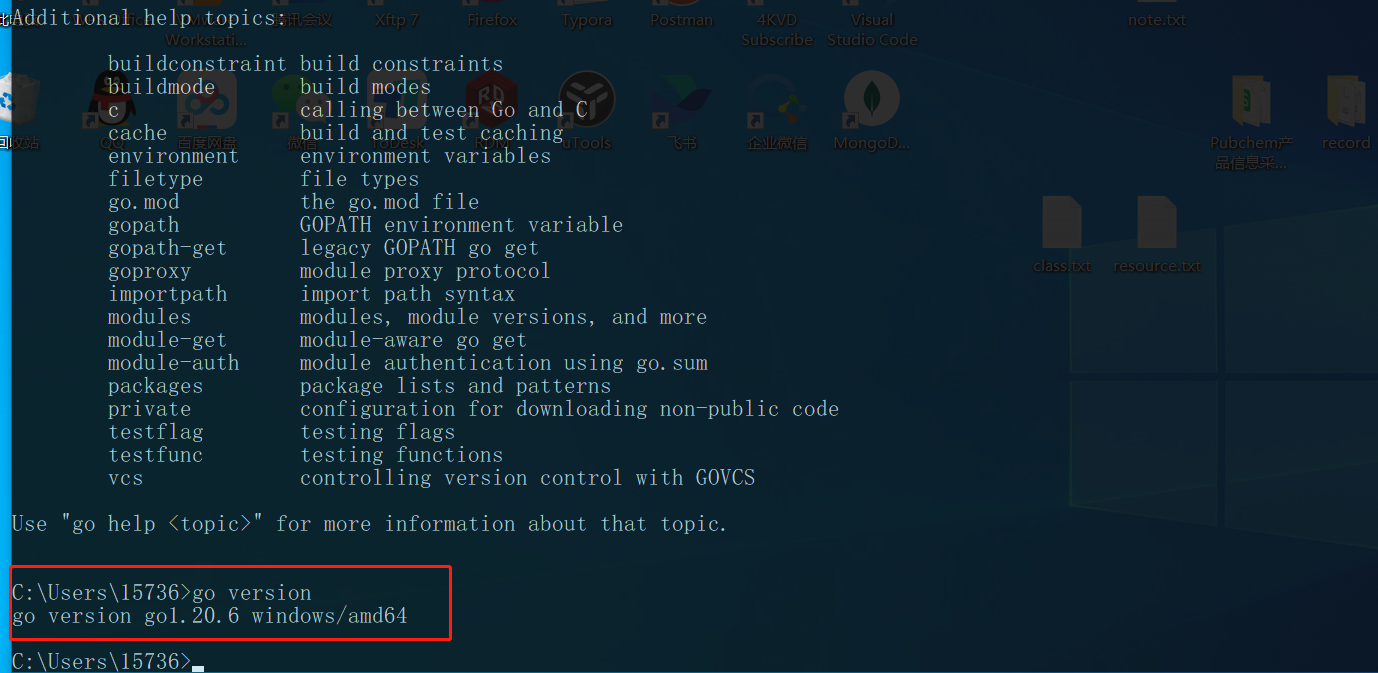 Additional help topics:
Xftp 7
Firefox
Typora
Postman
4KVD
Subscribe
Visual
Studio Code
note.txt
Workstati...
buildconstraint build constraints
buildmode build modes
c calling between Go and C
cache build and test caching
environment environment variables
filetype file types
go.mod the go.mod file
gopath GOPATH environment variable
gopath-get legacy GOPATH go get
goproxy module proxy protocol
importpath import path syntax
modules modules, module versions, and more
module-get module-aware go get
module-auth module authentication using go.sum
packages package lists and patterns
private configuration for downloading non-public code
testflag testing flags
testfunc testing functions
vcs controlling version control with GOVCS
回收站
QQ
百度网盘
微信
ToDesk
RDM
uTools
飞书
企业微信
MongoD...
Pubchem产
品信息采...
record
class.txt
resource.txt
Use "go help <topic>" for more information about that topic.
C:\Users\15736>go version
go version go1.20.6 windows/amd64
C:\Users\15736>